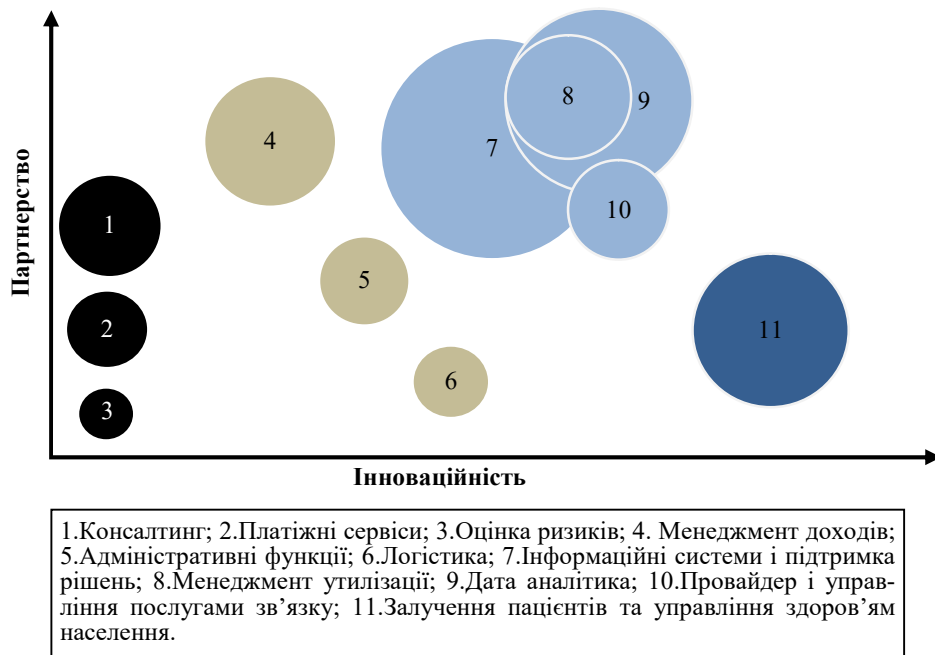 Партнерство
8
9
4
7
10
1
5
2
11
6
3
Інноваційність
1.Консалтинг; 2.Платіжні сервіси; 3.Оцінка ризиків; 4. Менеджмент доходів;
5.Адміністративні функції; 6.Логістика; 7.Інформаційні системи і підтримка
рішень; 8.Менеджмент утилізації; 9.Дата аналітика; 10.Провайдер і управ-
ління послугами зв’язку; 11.Залучення пацієнтів та управління здоров’ям
населення.